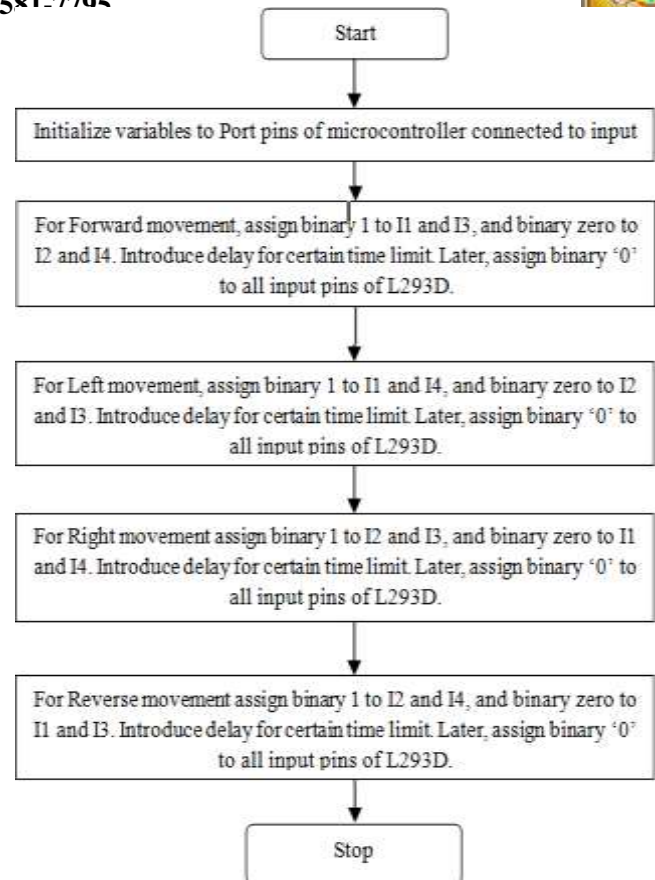 Start
Initialize variables to Port pins of microcontroller connected to input
For Forward movement, assign binary 1 to I1 and I3, and binary zero to
I2 and I4. Introduce delay for certain time limit. Later, assign binary ‘0’
to all input pins of L293D.
For Left movement, assign binary 1 to I1 and I4, and binary zero to I2
and I3. Introduce delay for certain time limit. Later, assign binary ‘0’ to
all input pins of L293D.
For Right movement assign binary 1 to I2 and I3, and binary zero to I1
and I4. Introduce delay for certain time limit. Later, assign binary ‘0’ to
all input pins of L293D.
For Reverse movement assign binary 1 to I2 and I4, and binary zero to
I1 and I3. Introduce delay for certain time limit. Later, assign binary ‘0’
to all input pins of L293D.
Stop